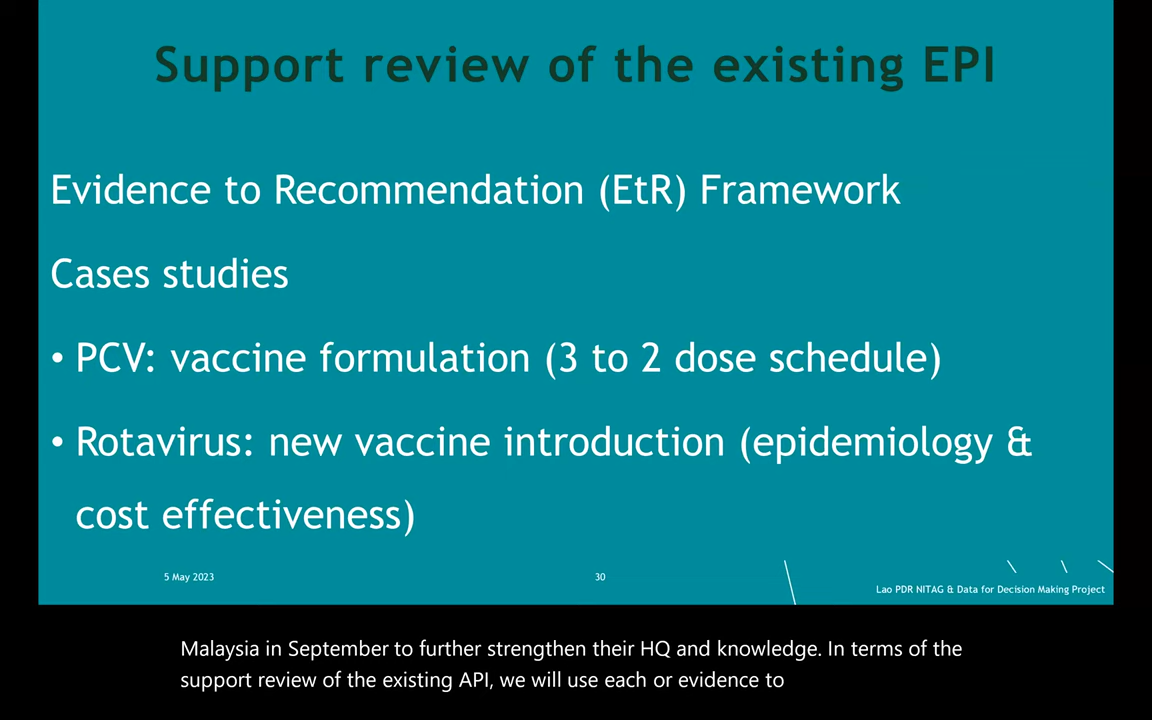 Support review of the existing EPI
Evidence to Recommendation (EtR) Framework
Cases studies
• PCV: vaccine formulation (3 to 2 dose schedule)
• Rotavirus: new vaccine introduction (epidemiology &
cost effectiveness)
5 May 2023
30
Lao PDR NITAG & Data for Decision Making Project
Malaysia in September to further strengthen their HQ and knowledge. In terms of the
support review of the existing API, we will use each or evidence to